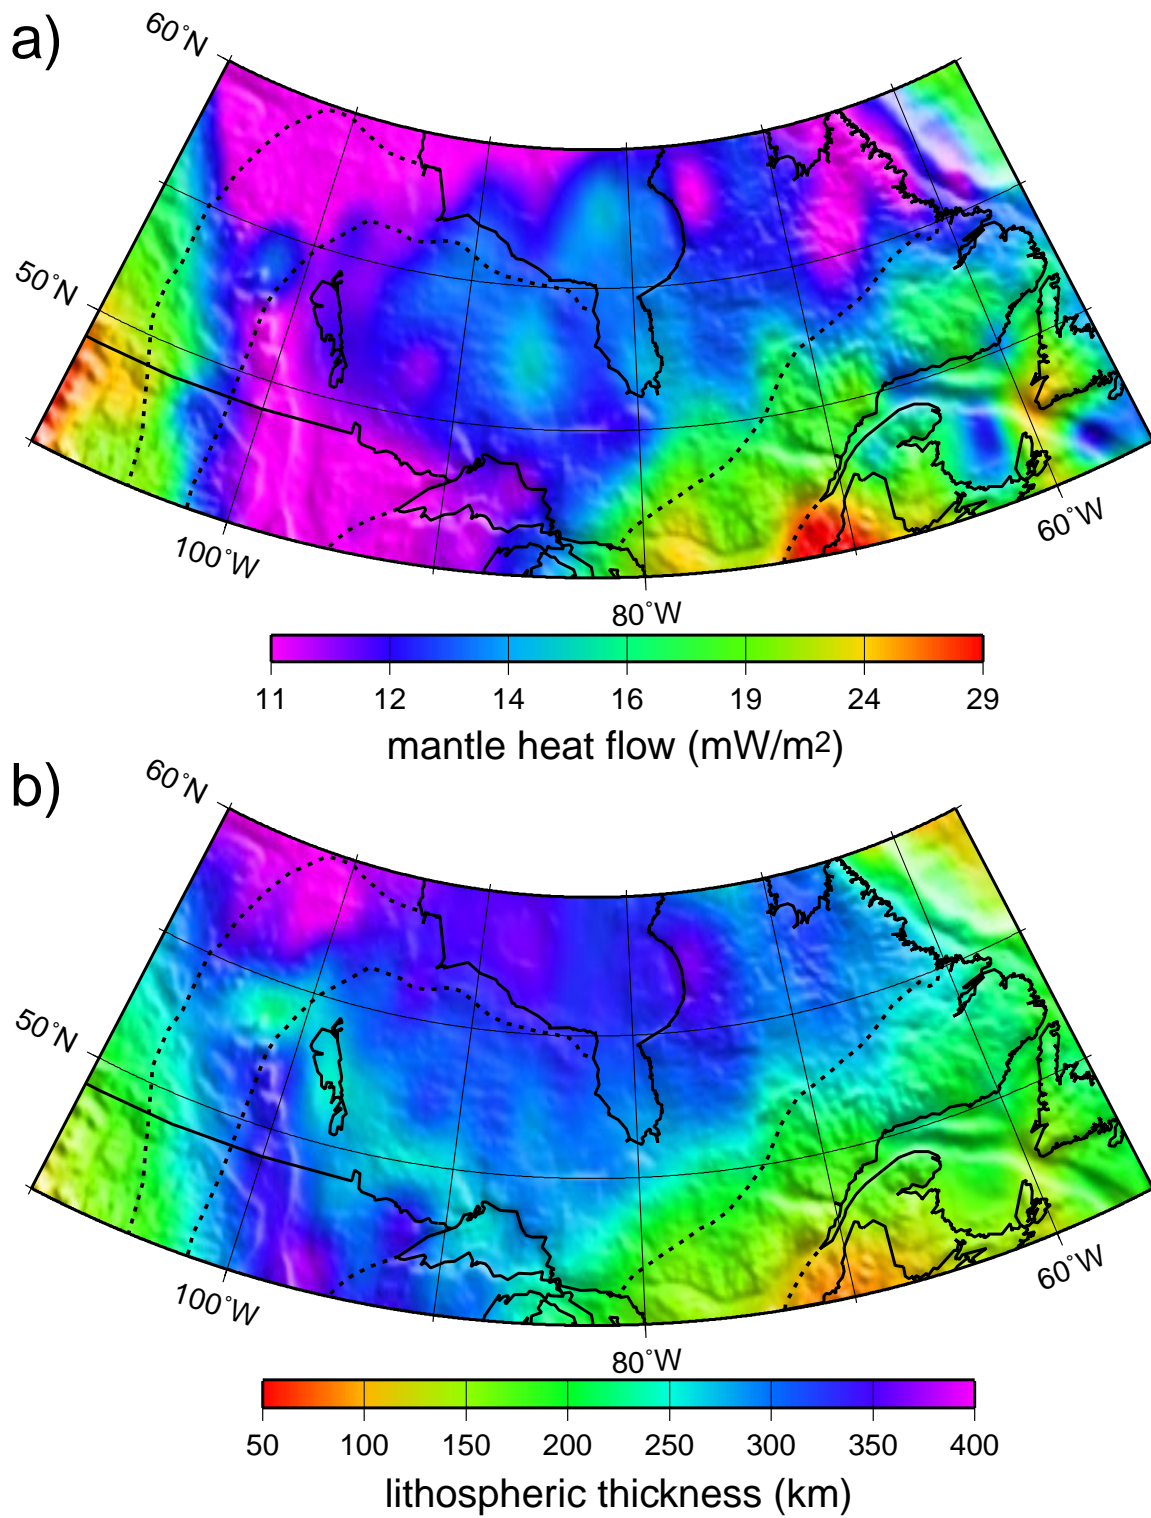 a)
60°N
50°N
100°W
80°W
60°W
11 12 14 16 19 24 29
mantle heat flow (mW/m2)
b)
60°N
50°N
100°W
80°W
60°W
50 100 150 200 250 300 350 400
lithospheric thickness (km)